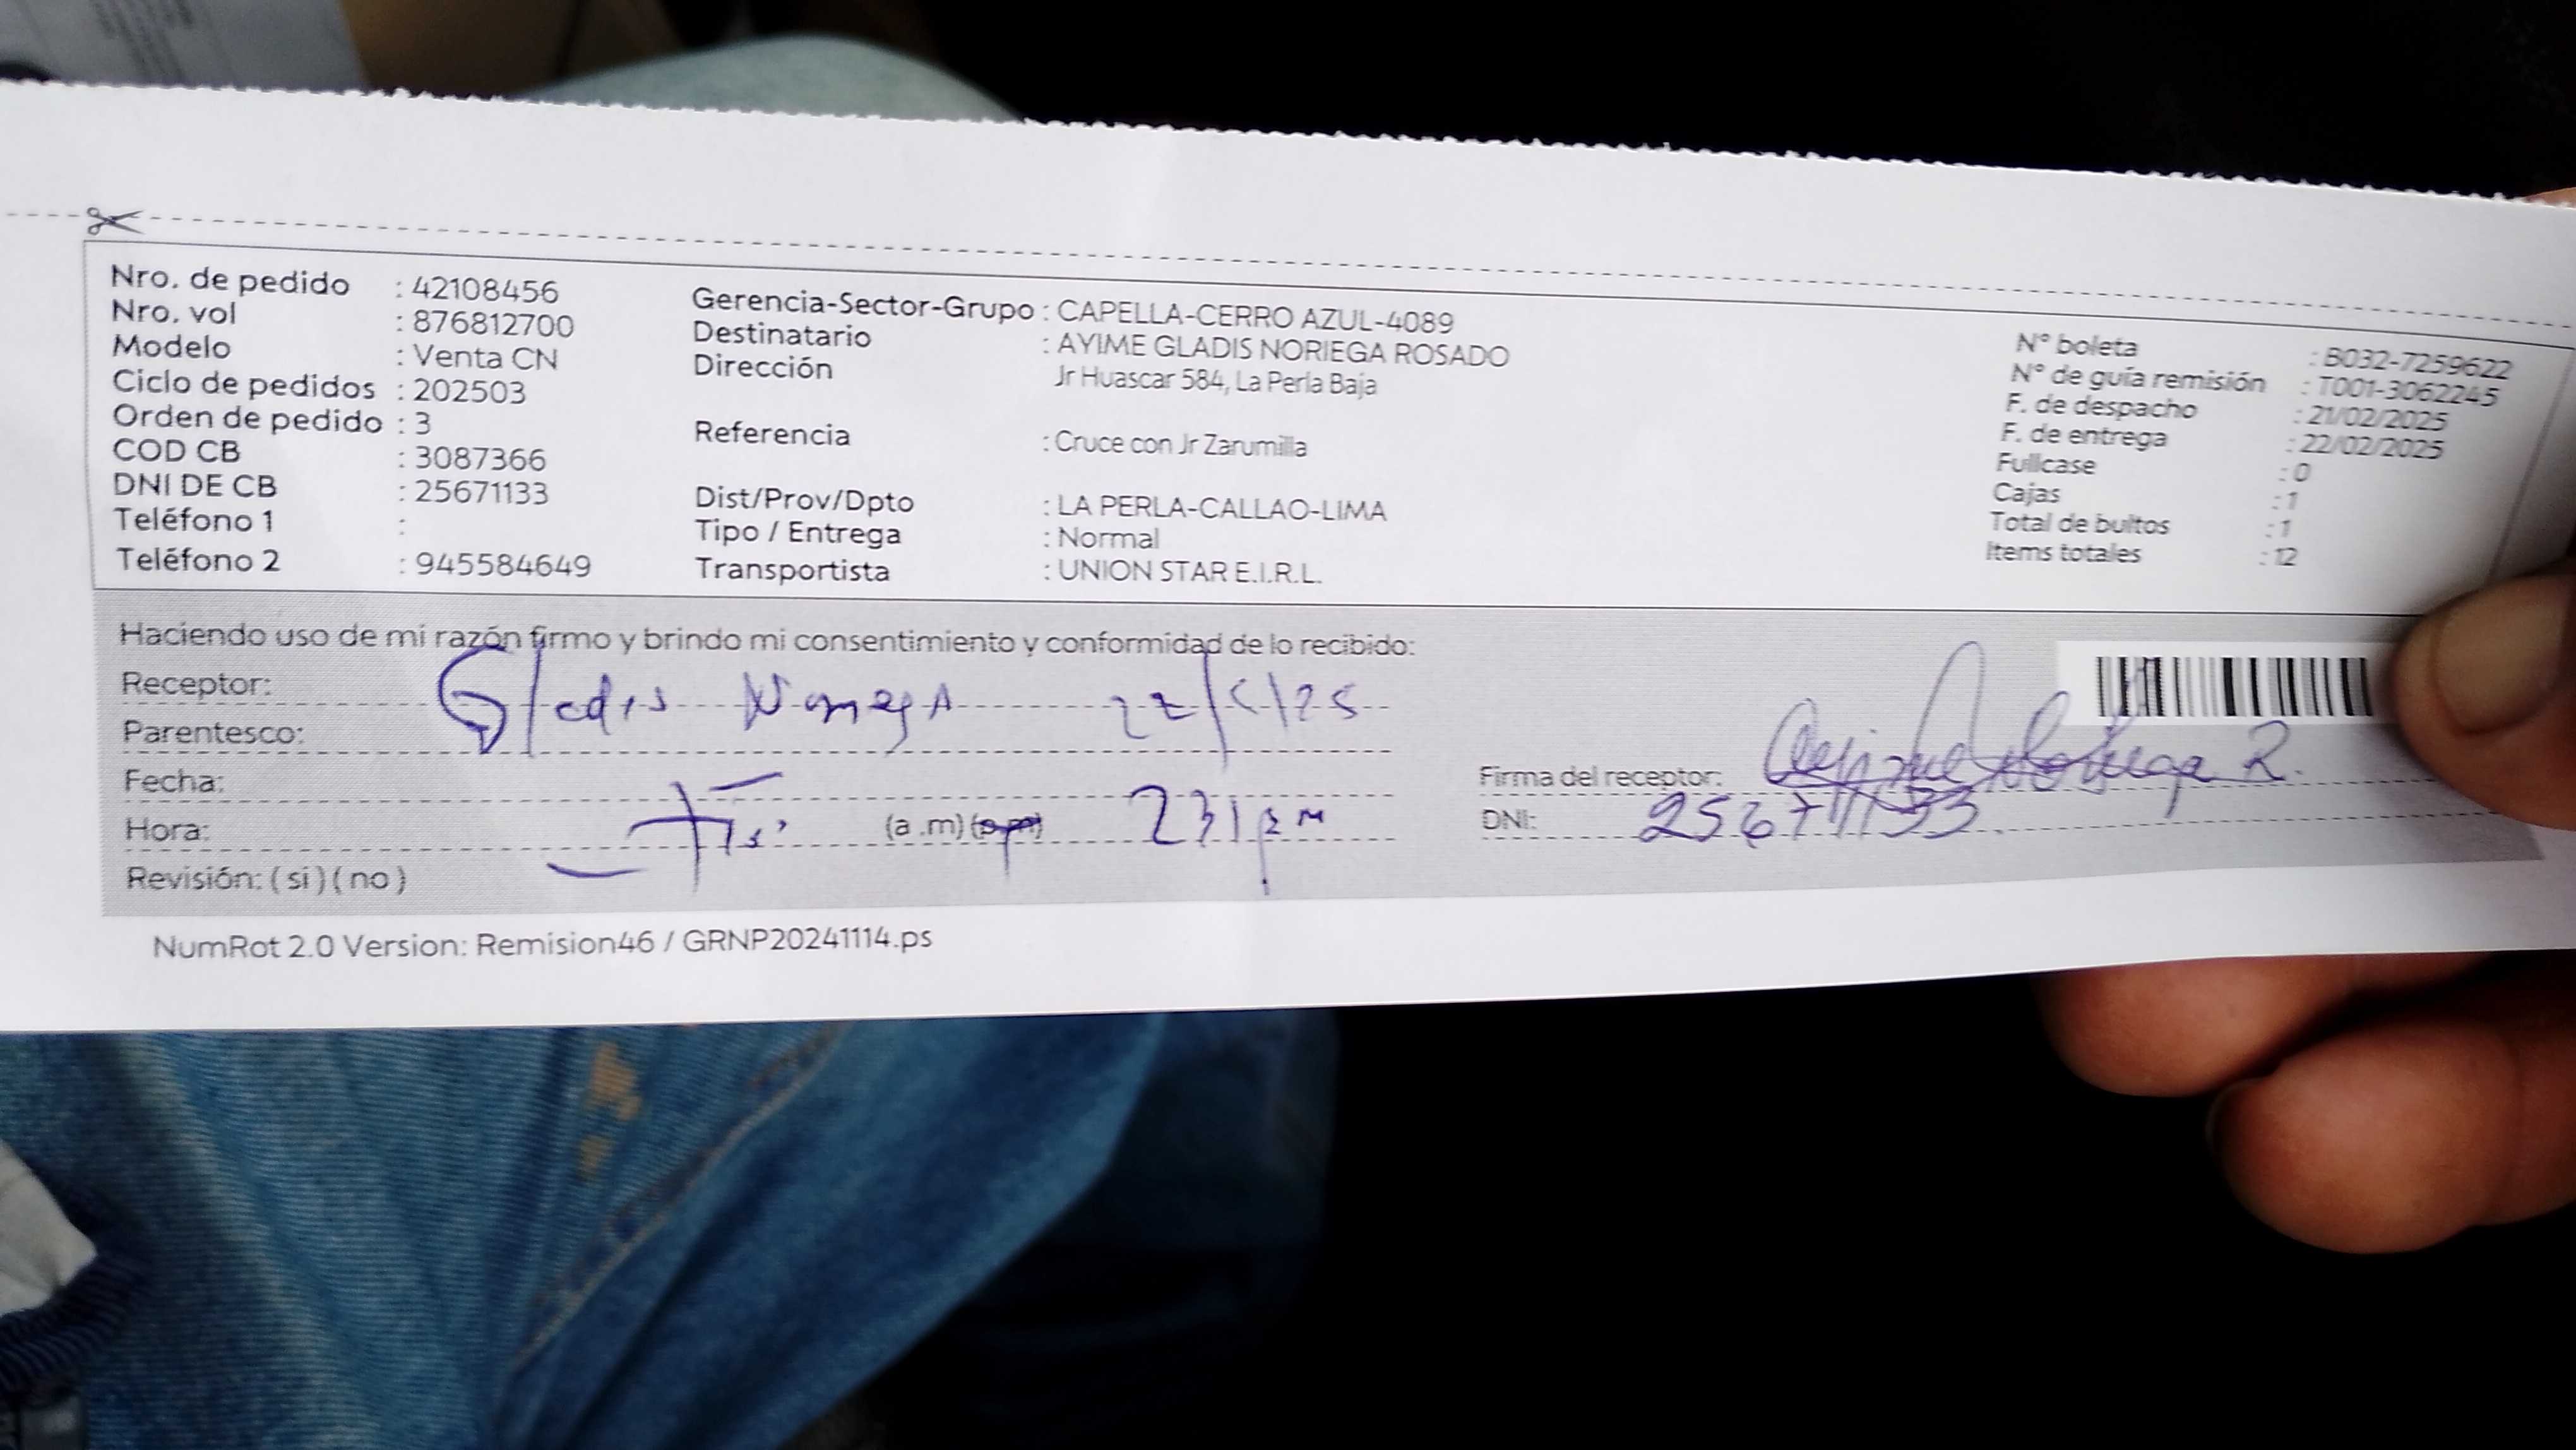 Nro. de pedido : 42108456
Nro. vol : 876812700
Modelo : Venta CN
Ciclo de pedidos : 202503
Orden de pedido : 3
COD CB : 3087366
DNI DE CB : 25671133
Teléfono 1 :
Teléfono 2 : 945584649
Gerencia-Sector-Grupo : CAPELLA-CERRO AZUL-4089
Destinatario : AYIME GLADIS NORIEGA ROSADO
Dirección Jr Huascar 584, La Perla Baja
Referencia : Cruce con Jr Zarumilla
Dist/Prov/Dpto : LA PERLA-CALLAO-LIMA
Tipo / Entrega : Normal
Transportista : UNION STAR E.I.R.L.
N° boleta : B032-7259622
N° de guía remisión : T001-3062245
F. de despacho : 21/02/2025
F. de entrega : 22/02/2025
Fullcase : 0
Cajas : 1
Total de bultos : 1
Items totales : 12
Haciendo uso de mi razón firmo y brindo mi consentimiento y conformidad de lo recibido:
Receptor: Gladis
Parentesco:
Fecha:
Hora: (a .m) (p.m) 231 pm
Revisión: ( si ) ( no )
Firma del receptor: Noriega R.
DNI: 25671133
NumRot 2.0 Version: Remision46 / GRNP20241114.ps